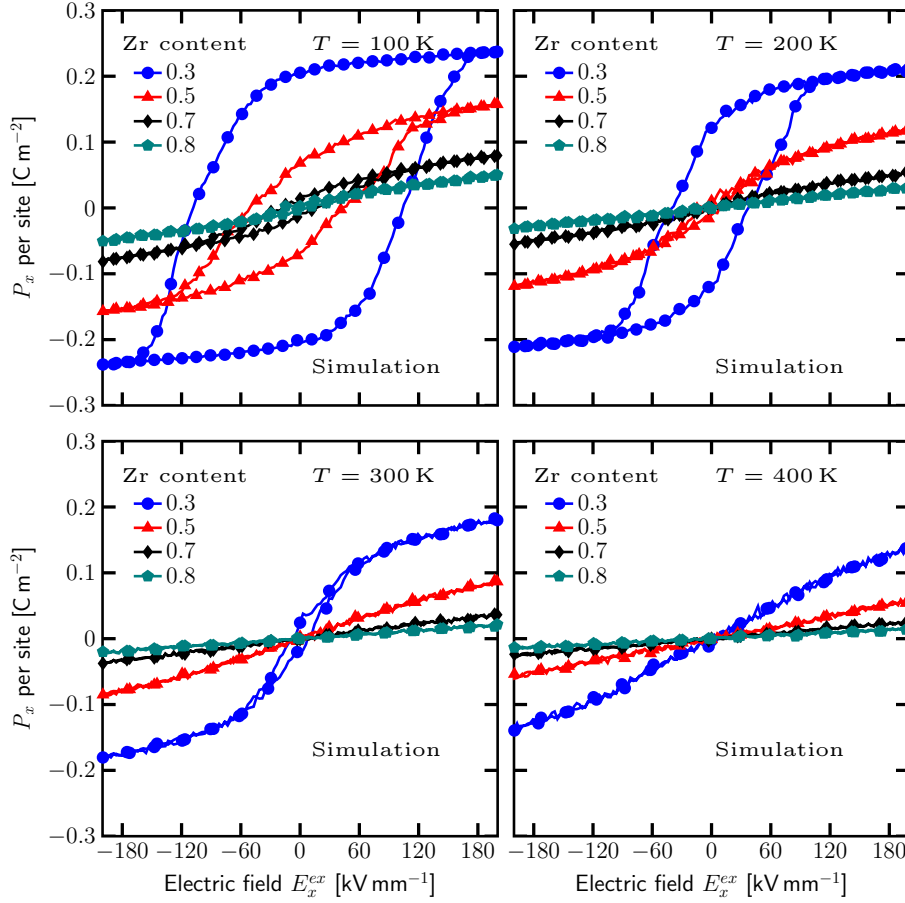 Zr content
T = 100 K
0.3
0.5
0.7
0.8
Simulation
P_x per site [C m⁻²]
0.3
0.2
0.1
0
−0.1
−0.2
−0.3
Zr content
T = 200 K
0.3
0.5
0.7
0.8
Simulation
Zr content
T = 300 K
0.3
0.5
0.7
0.8
Simulation
P_x per site [C m⁻²]
0.2
0.1
0
−0.1
−0.2
−0.3
−180 −120 −60 0 60 120 180
Electric field E_x^{ex} [kV mm⁻¹]
Zr content
T = 400 K
0.3
0.5
0.7
0.8
Simulation
−180 −120 −60 0 60 120 180
Electric field E_x^{ex} [kV mm⁻¹]